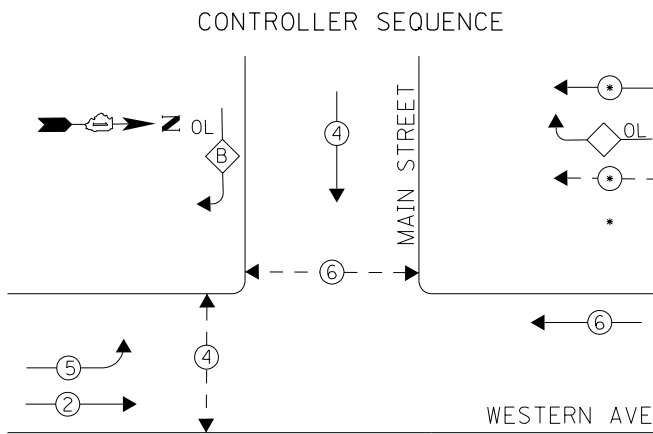 CONTROLLER SEQUENCE
N
OL
B
4
MAIN STREET
*
OL
*
*
6
6
5
4
2
WESTERN AVE